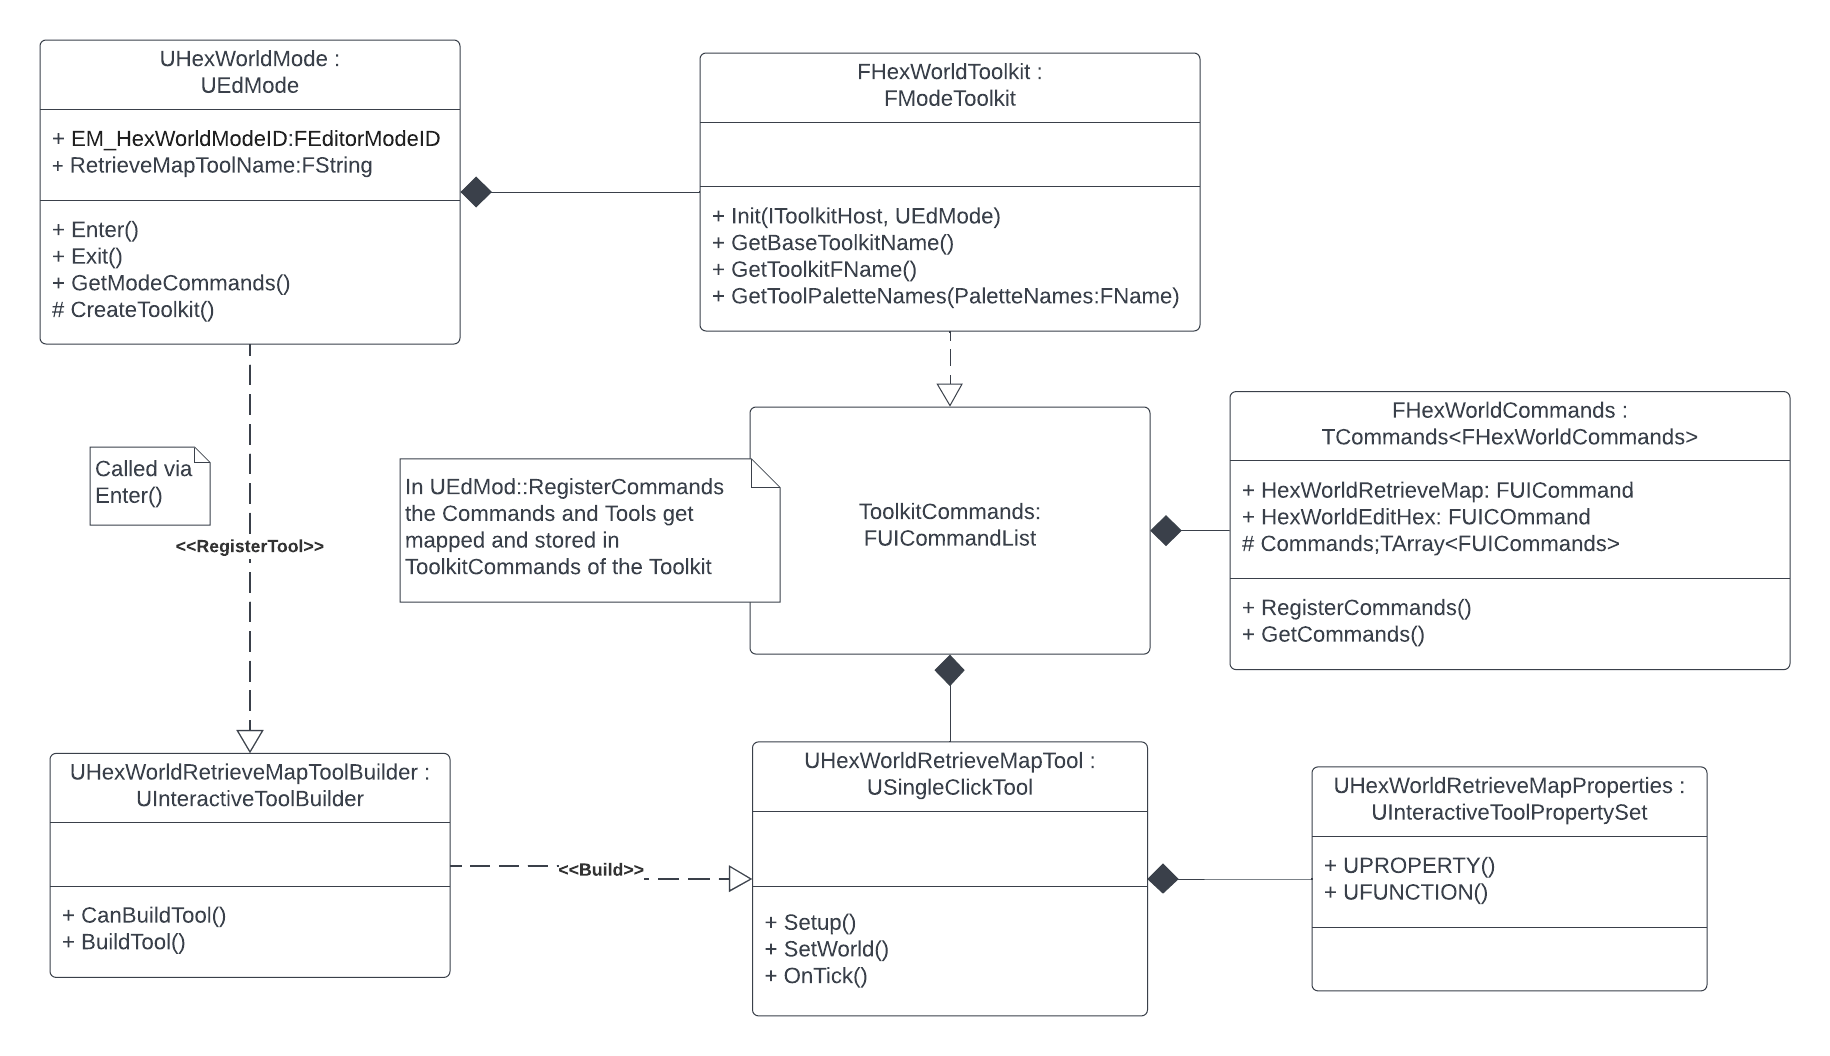 UHexWorldMode :
UEdMode
+ EM_HexWorldModeID:FEditorModeID
+ RetrieveMapToolName:FString
+ Enter()
+ Exit()
+ GetModeCommands()
# CreateToolkit()
FHexWorldToolkit :
FModeToolkit
+ Init(IToolkitHost, UEdMode)
+ GetBaseToolkitName()
+ GetToolkitFName()
+ GetToolPaletteNames(PaletteNames:FName)
Called via
Enter()
<<RegisterTool>>
In UEdMod::RegisterCommands
the Commands and Tools get
mapped and stored in
ToolkitCommands of the Toolkit
ToolkitCommands:
FUICommandList
FHexWorldCommands :
TCommands<FHexWorldCommands>
+ HexWorldRetrieveMap: FUICommand
+ HexWorldEditHex: FUICOmmand
# Commands;TArray<FUICommands>
+ RegisterCommands()
+ GetCommands()
UHexWorldRetrieveMapToolBuilder :
UInteractiveToolBuilder
+ CanBuildTool()
+ BuildTool()
<<Build>>
UHexWorldRetrieveMapTool :
USingleClickTool
+ Setup()
+ SetWorld()
+ OnTick()
UHexWorldRetrieveMapProperties :
UInteractiveToolPropertySet
+ UPROPERTY()
+ UFUNCTION()